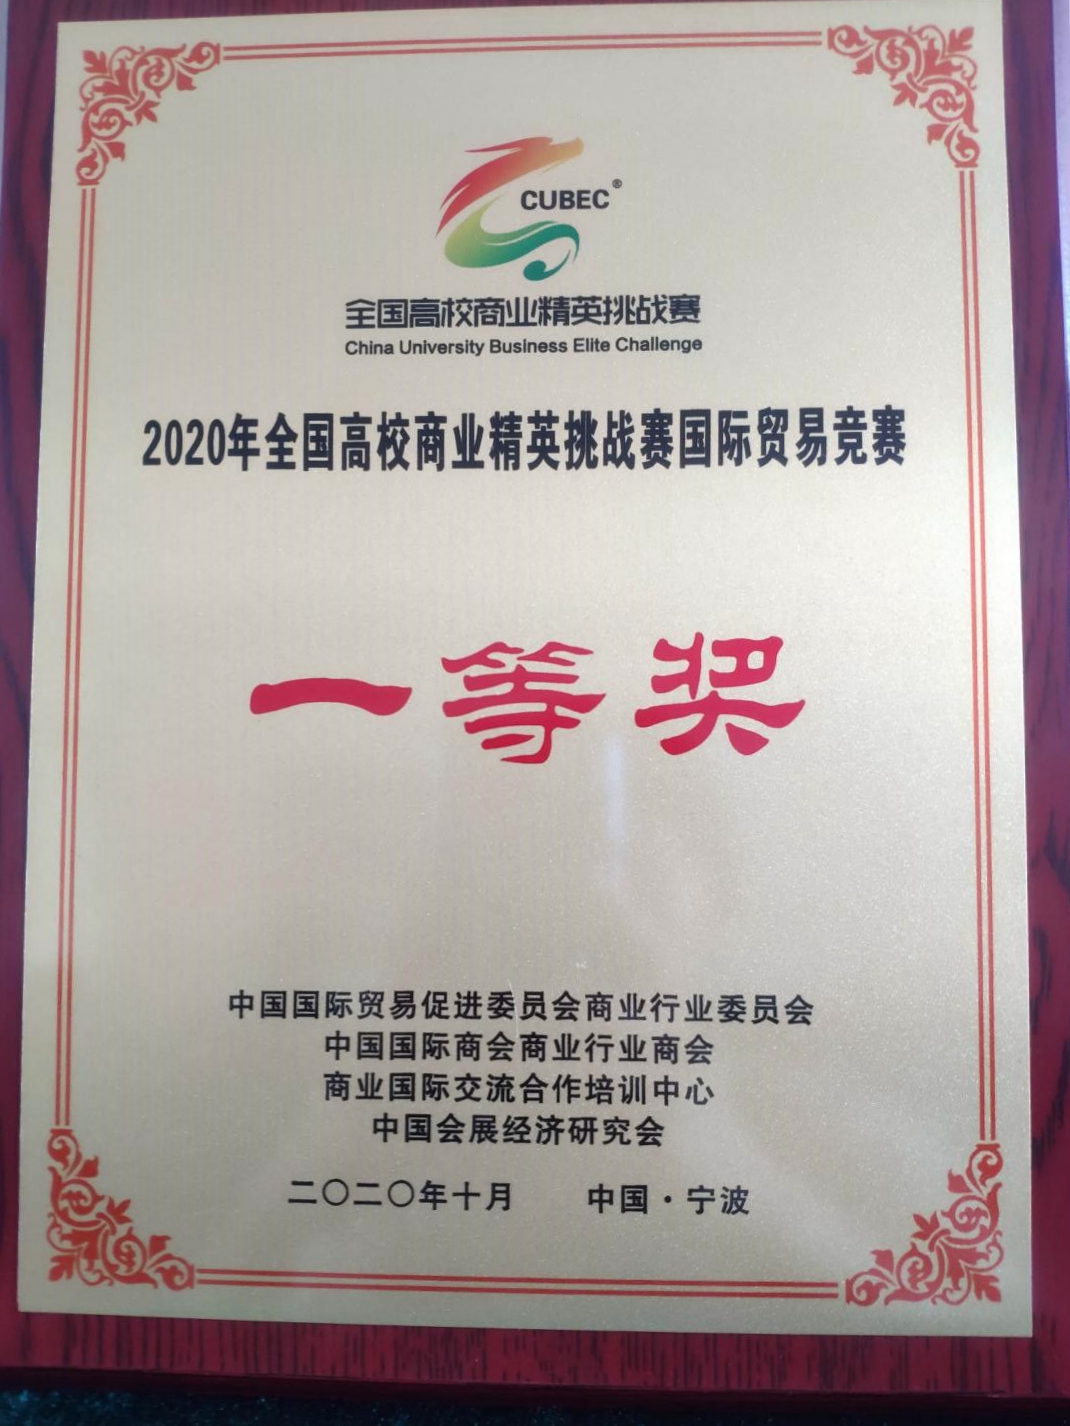 CUBEC®
全国高校商业精英挑战赛
China University Business Elite Challenge
2020年全国高校商业精英挑战赛国际贸易竞赛
一等奖
中国国际贸易促进委员会商业行业委员会
中国国际商会商业行业商会
商业国际交流合作培训中心
中国会展经济研究会
二〇二〇年十月 中国·宁波